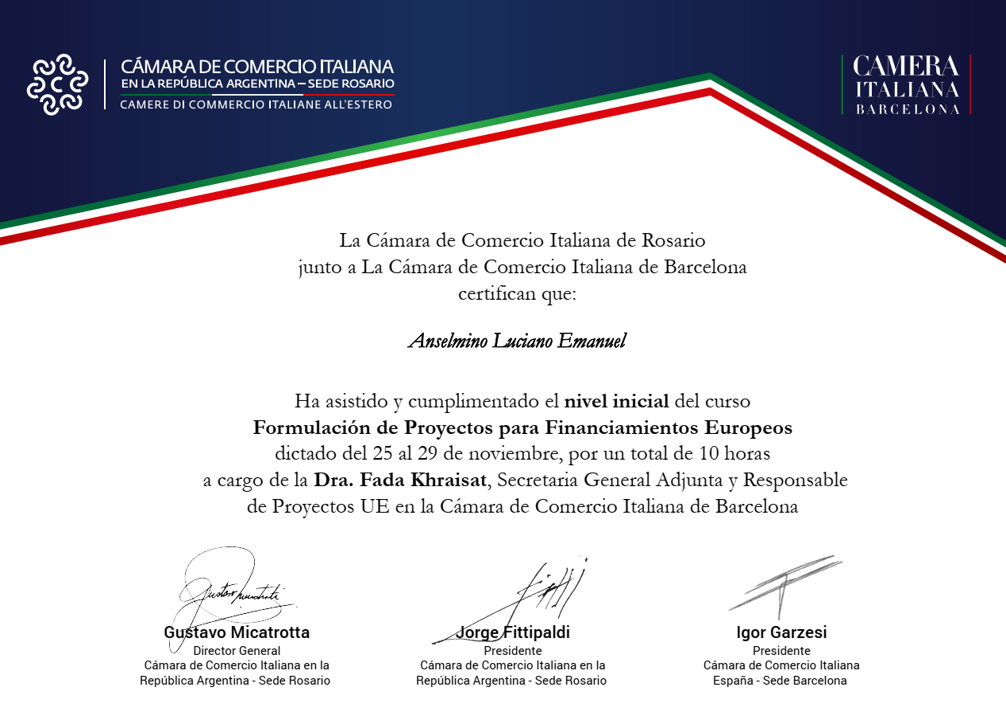 CÁMARA DE COMERCIO ITALIANA
EN LA REPÚBLICA ARGENTINA – SEDE ROSARIO
CAMERE DI COMMERCIO ITALIANE ALL'ESTERO
CAMERA
ITALIANA
BARCELONA
La Cámara de Comercio Italiana de Rosario
junto a La Cámara de Comercio Italiana de Barcelona
certifican que:
Anselmino Luciano Emanuel
Ha asistido y cumplimentado el nivel inicial del curso
Formulación de Proyectos para Financiamientos Europeos
dictado del 25 al 29 de noviembre, por un total de 10 horas
a cargo de la Dra. Fada Khraisat, Secretaria General Adjunta y Responsable
de Proyectos UE en la Cámara de Comercio Italiana de Barcelona
Gustavo Micatrotta
Director General
Cámara de Comercio Italiana en la
República Argentina - Sede Rosario
Jorge Fittipaldi
Presidente
Cámara de Comercio Italiana en la
República Argentina - Sede Rosario
Igor Garzesi
Presidente
Cámara de Comercio Italiana
España - Sede Barcelona